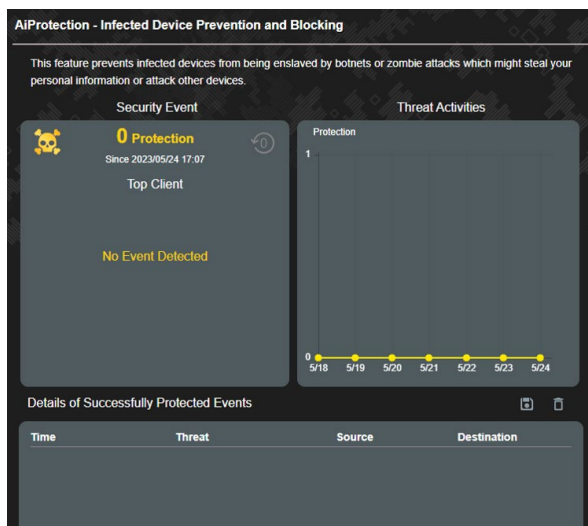 AiProtection - Infected Device Prevention and Blocking
This feature prevents infected devices from being enslaved by botnets or zombie attacks which might steal your
personal information or attack other devices.
Security Event
0 Protection
0
Since 2023/05/24 17:07
Top Client
No Event Detected
Threat Activities
Protection
1
0
5/18 5/19 5/20 5/21 5/22 5/23 5/24
Details of Successfully Protected Events
Time Threat Source Destination